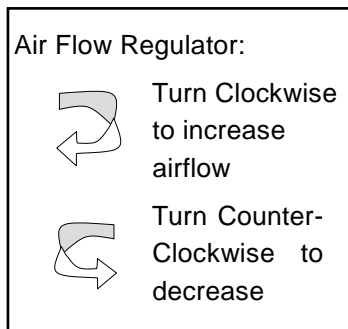 Air Flow Regulator:
Turn Clockwise
to increase
airflow
Turn Counter-
Clockwise to
decrease